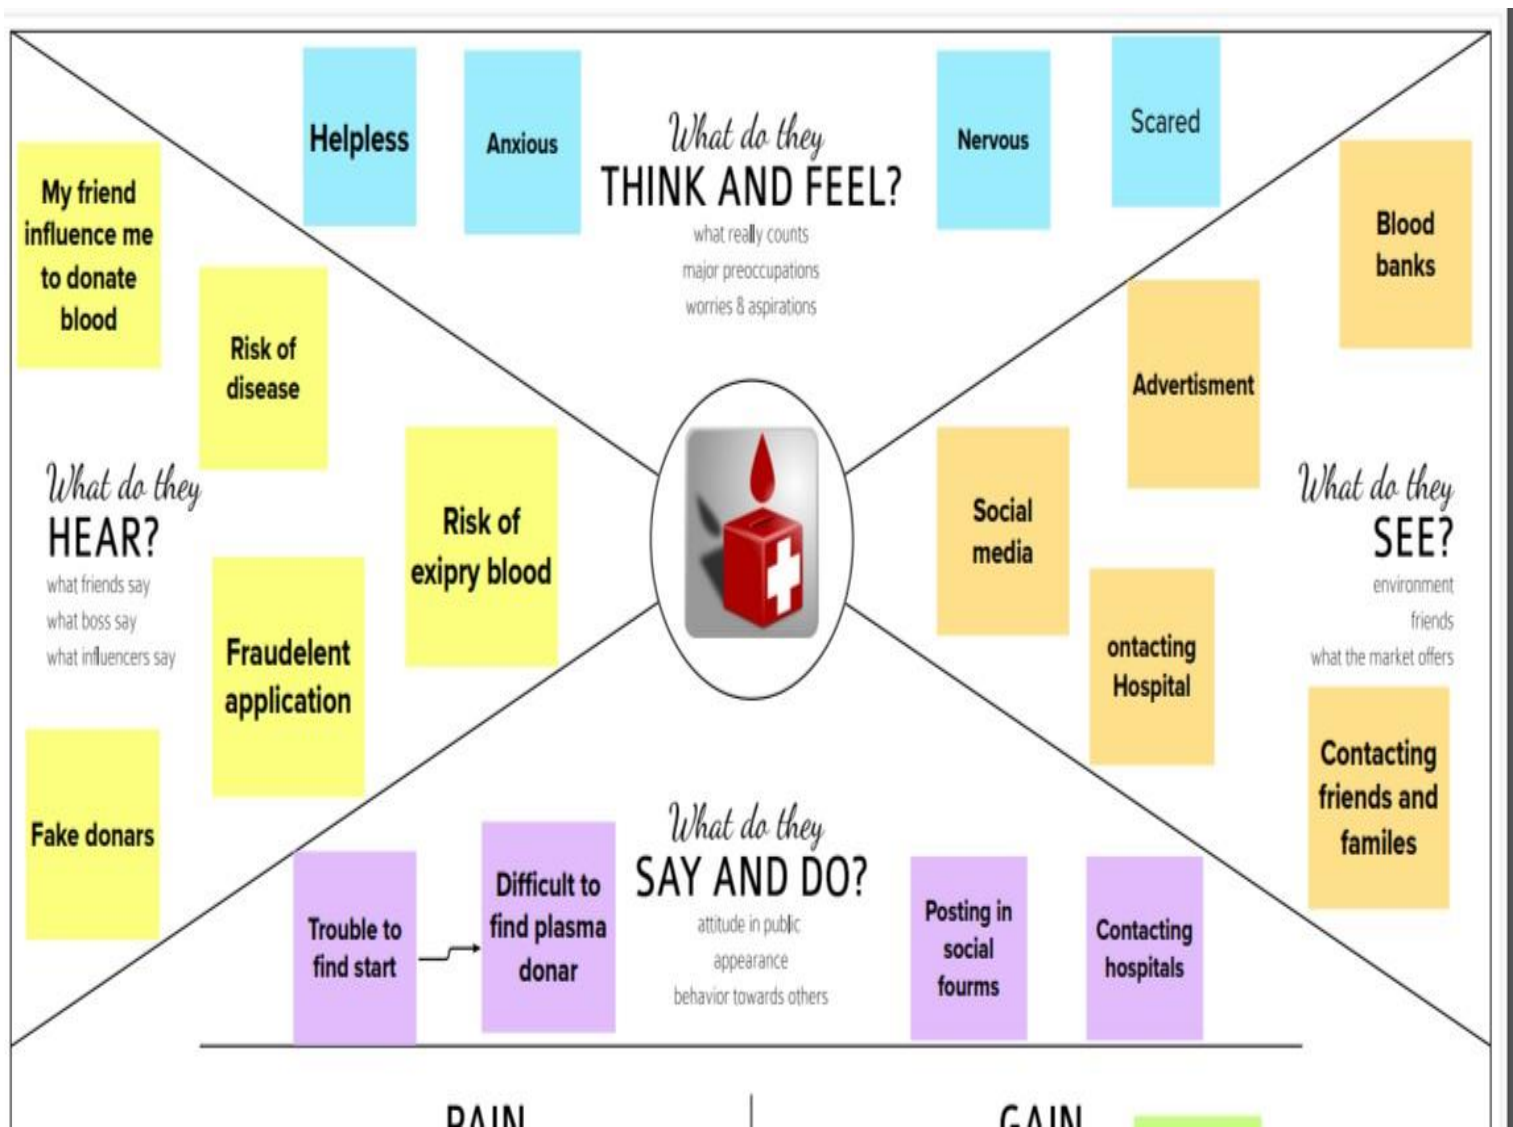 Helpless
Anxious
What do they
THINK AND FEEL?
what really counts
major preoccupations
worries & aspirations
Nervous
Scared
My friend
influence me
to donate
blood
Risk of
disease
Risk of
exipry blood
What do they
HEAR?
what friends say
what boss say
what influencers say
Fraudelent
application
Fake donars
Blood
banks
Advertisment
Social
media
What do they
SEE?
environment
friends
what the market offers
ontacting
Hospital
Contacting
friends and
familes
What do they
SAY AND DO?
attitude in public
appearance
behavior towards others
Trouble to
find start
Difficult to
find plasma
donar
Posting in
social
fourms
Contacting
hospitals
PAIN
GAIN